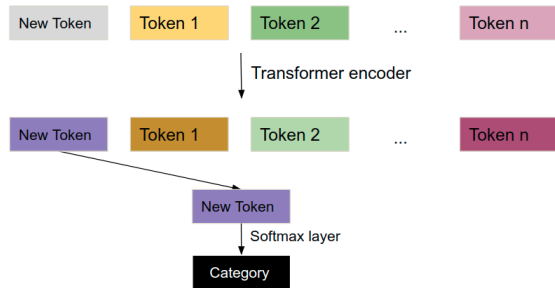 New Token Token 1 Token 2 ... Token n
Transformer encoder
New Token Token 1 Token 2 ... Token n
New Token
Softmax layer
Category